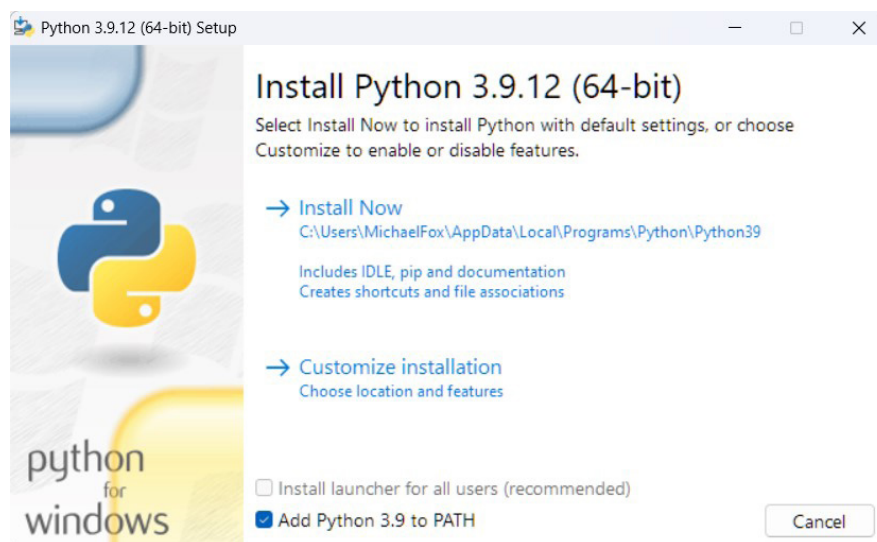 Python 3.9.12 (64-bit) Setup
Install Python 3.9.12 (64-bit)
Select Install Now to install Python with default settings, or choose
Customize to enable or disable features.
Install Now
C:\Users\MichaelFox\AppData\Local\Programs\Python\Python39
Includes IDLE, pip and documentation
Creates shortcuts and file associations
Customize installation
Choose location and features
python
for
windows
Install launcher for all users (recommended)
Add Python 3.9 to PATH
Cancel